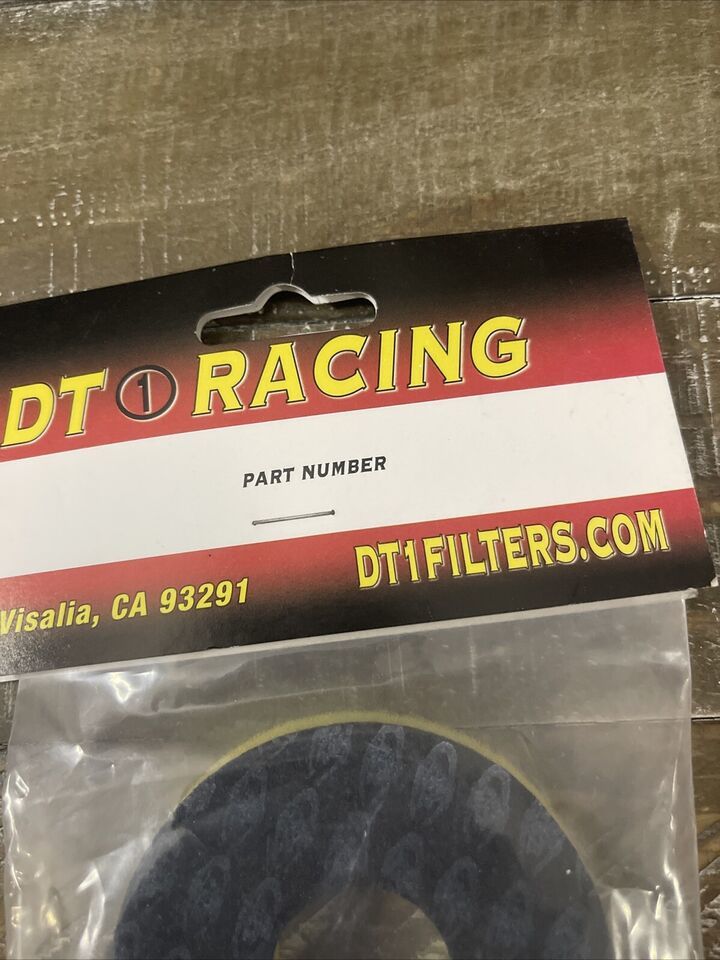 DT 1 RACING
PART NUMBER
Visalia, CA 93291
DT1FILTERS.COM